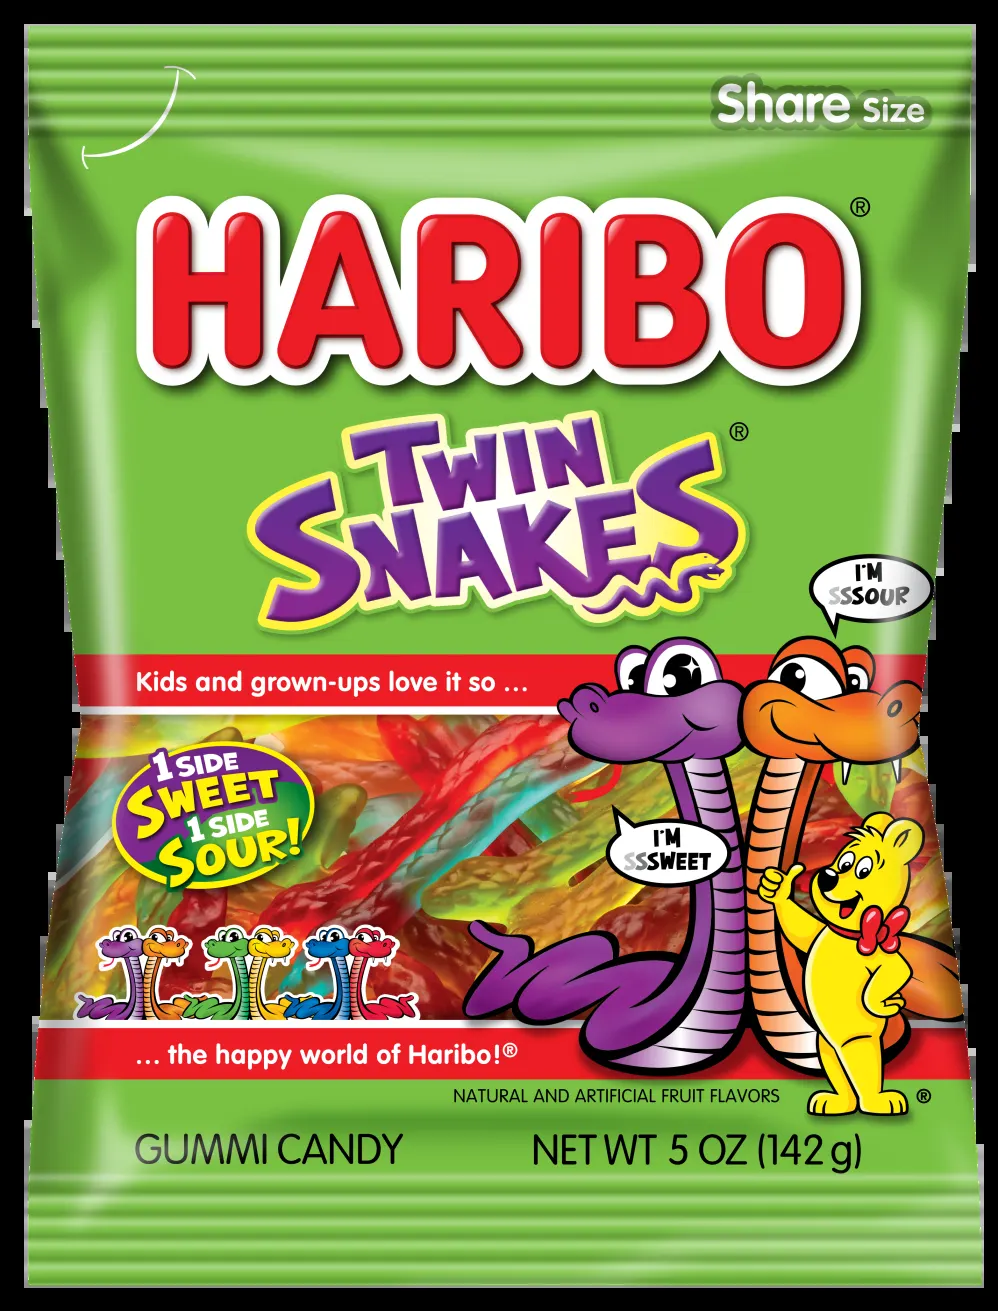 Share Size
HARIBO®
TWIN
SNAKES®
I'M
SSSOUR
Kids and grown-ups love it so ...
1 SIDE
SWEET
1 SIDE
SOUR!
I'M
SSSWEET
... the happy world of Haribo!®
NATURAL AND ARTIFICIAL FRUIT FLAVORS
®
GUMMI CANDY
NET WT 5 OZ (142 g)